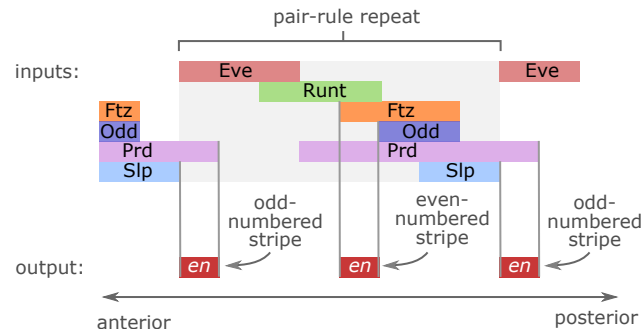 pair-rule repeat
inputs:
Eve
Eve
Runt
Ftz
Ftz
Odd
Odd
Prd
Prd
Slp
Slp
odd-
numbered
stripe
even-
numbered
stripe
odd-
numbered
stripe
output:
en
en
en
anterior
posterior